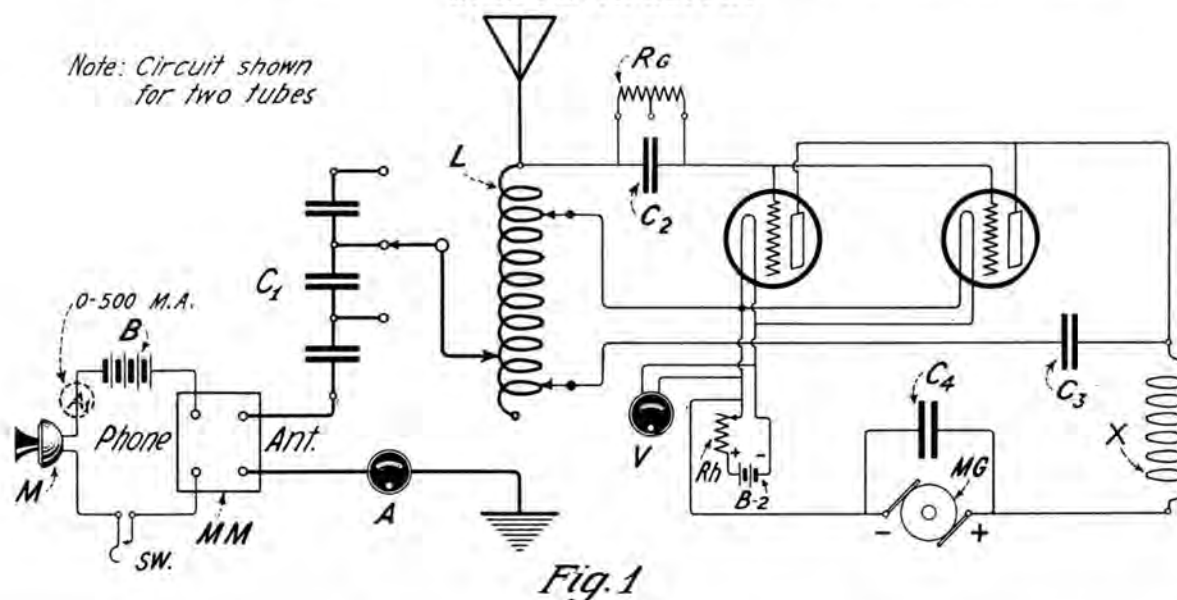 Note: Circuit shown
for two tubes
RG
L
C2
C1
0-500 M.A.
B
A1
Phone
Ant.
M
MM
A
SW.
V
Rh
+ -
B-2
C3
C4
MG
- +
X
Fig. 1